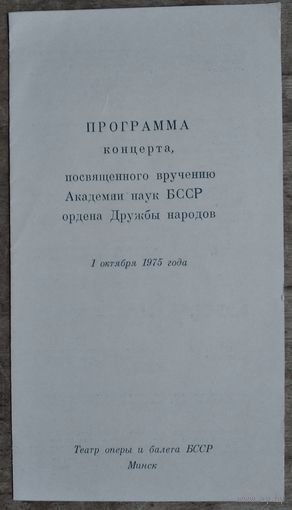 ПРОГРАММА
концерта,
посвященного вручению
Академии наук БССР
ордена Дружбы народов
1 октября 1975 года
Театр оперы и балета БССР
Минск